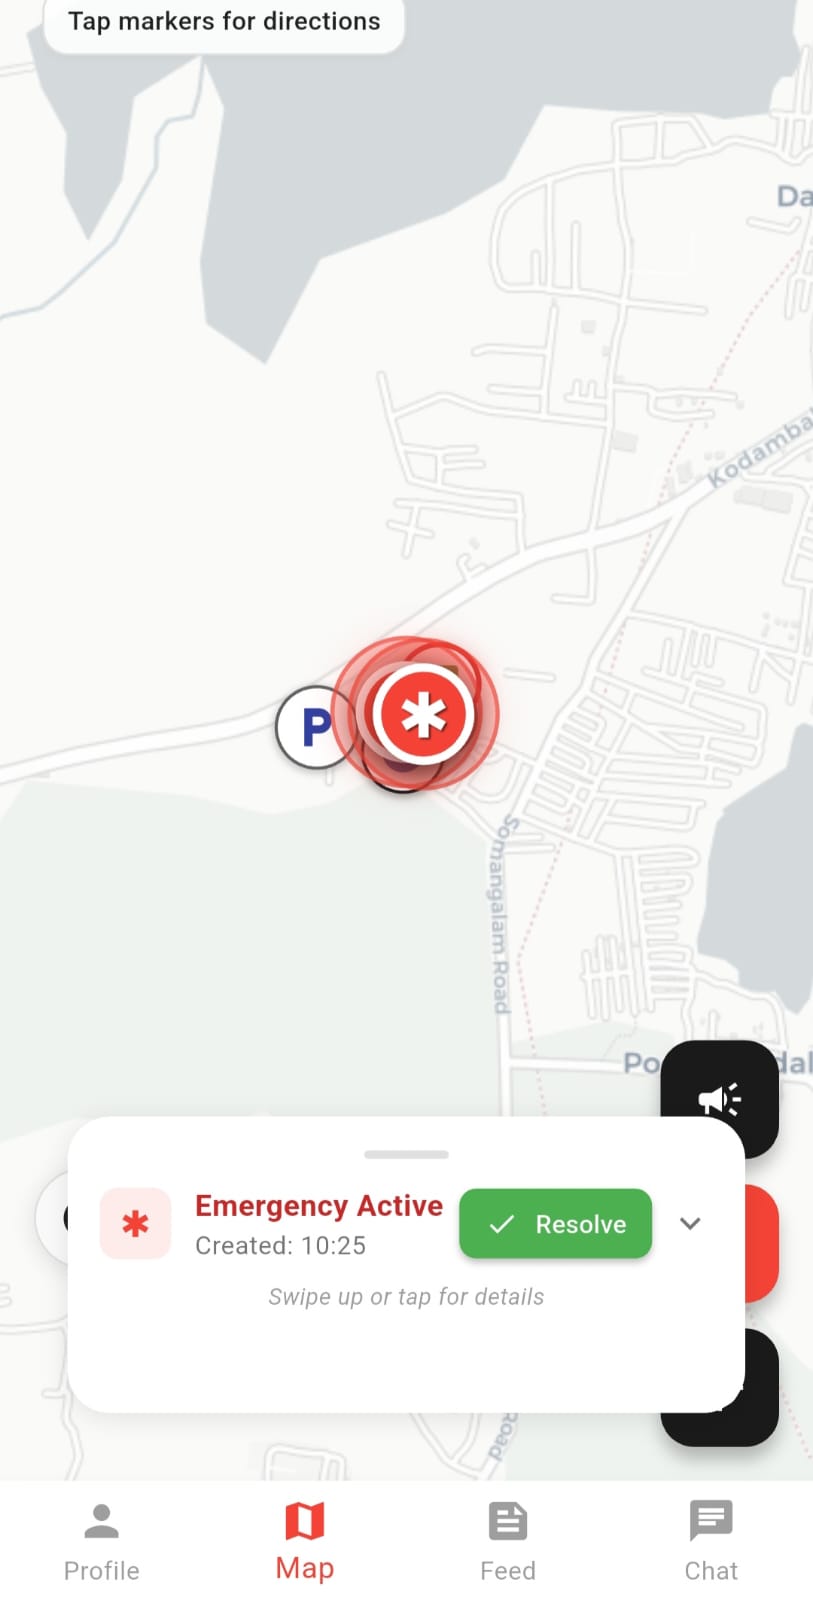 Tap markers for directions
Da
Kodamba
P
Somangalam Road
Po
dal
Emergency Active
Created: 10:25
Resolve
Swipe up or tap for details
Road
Profile
Map
Feed
Chat